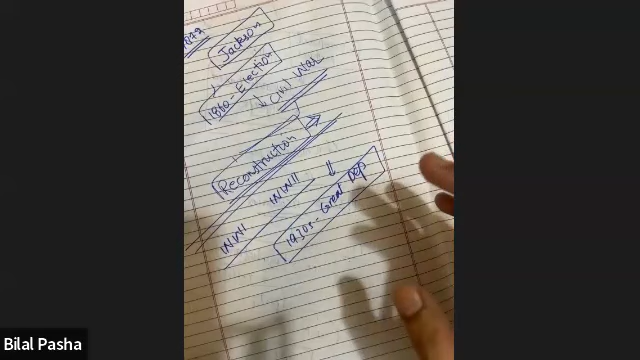 Jackson
1860 - Election
Civil War
Reconstruction
WWI
WWII
1930s - Great Dep
Bilal Pasha